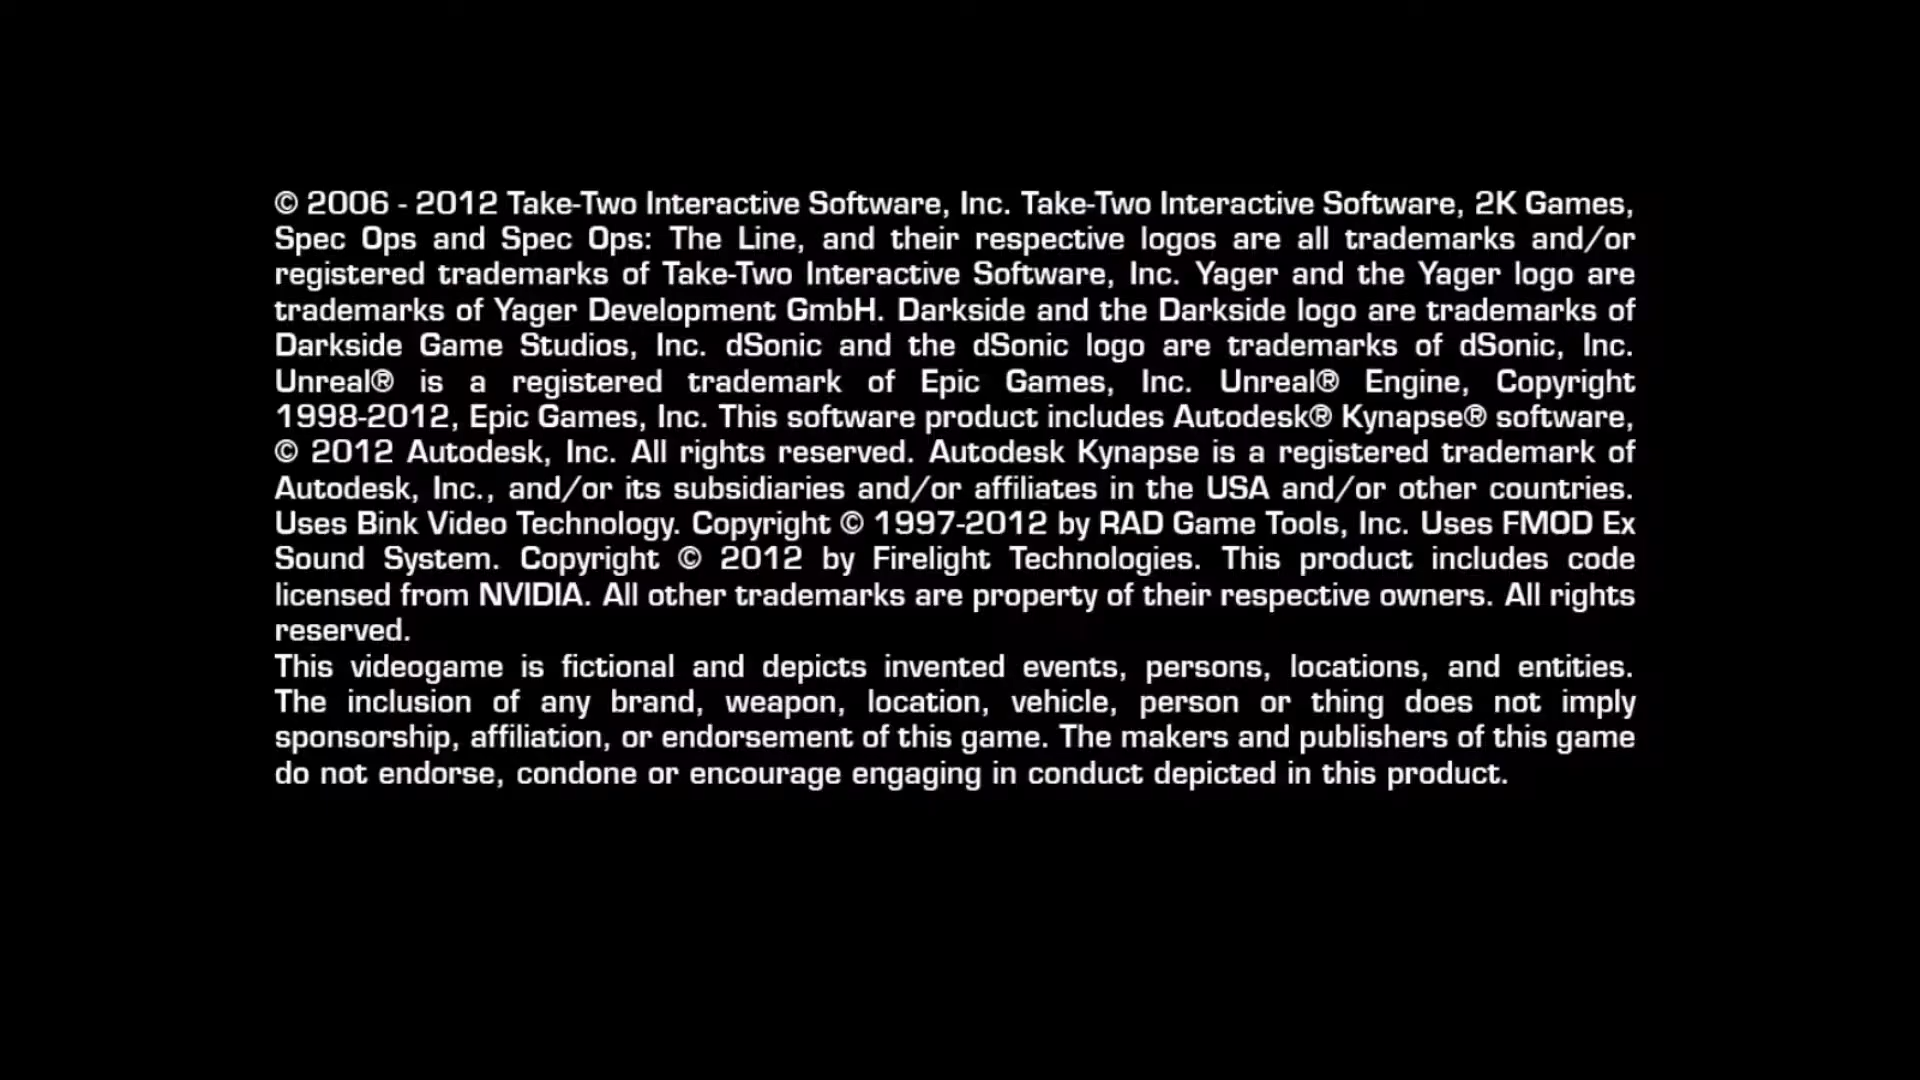 © 2006 - 2012 Take-Two Interactive Software, Inc. Take-Two Interactive Software, 2K Games,
Spec Ops and Spec Ops: The Line, and their respective logos are all trademarks and/or
registered trademarks of Take-Two Interactive Software, Inc. Yager and the Yager logo are
trademarks of Yager Development GmbH. Darkside and the Darkside logo are trademarks of
Darkside Game Studios, Inc. dSonic and the dSonic logo are trademarks of dSonic, Inc.
Unreal® is a registered trademark of Epic Games, Inc. Unreal® Engine, Copyright
1998-2012, Epic Games, Inc. This software product includes Autodesk® Kynapse® software,
© 2012 Autodesk, Inc. All rights reserved. Autodesk Kynapse is a registered trademark of
Autodesk, Inc., and/or its subsidiaries and/or affiliates in the USA and/or other countries.
Uses Bink Video Technology. Copyright © 1997-2012 by RAD Game Tools, Inc. Uses FMOD Ex
Sound System. Copyright © 2012 by Firelight Technologies. This product includes code
licensed from NVIDIA. All other trademarks are property of their respective owners. All rights
reserved.
This videogame is fictional and depicts invented events, persons, locations, and entities.
The inclusion of any brand, weapon, location, vehicle, person or thing does not imply
sponsorship, affiliation, or endorsement of this game. The makers and publishers of this game
do not endorse, condone or encourage engaging in conduct depicted in this product.